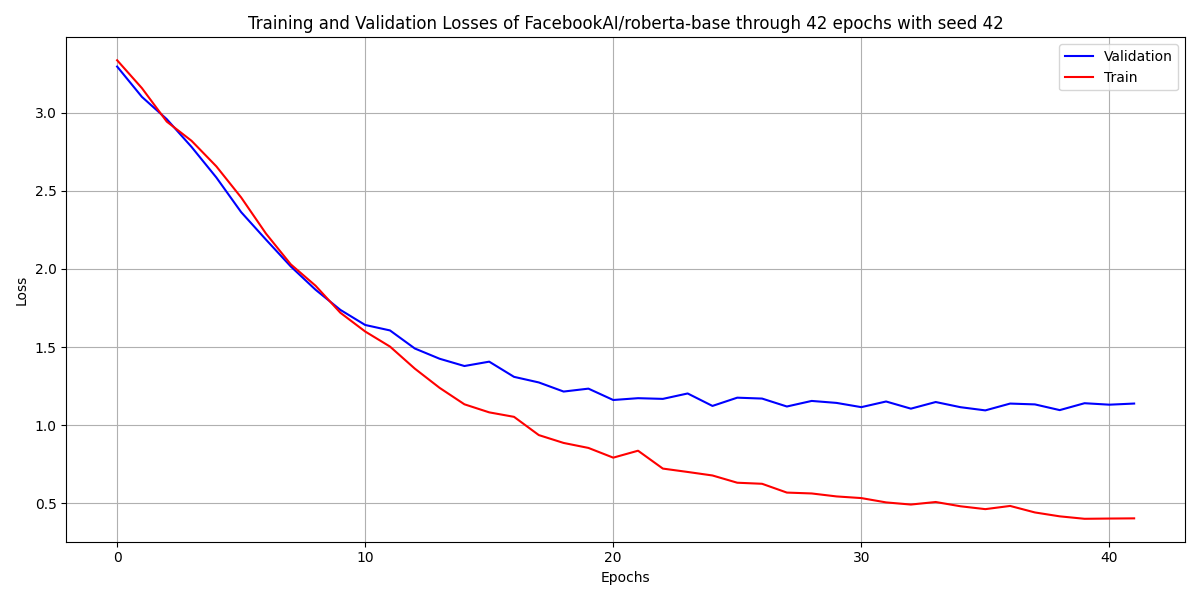 Training and Validation Losses of FacebookAI/roberta-base through 42 epochs with seed 42
Validation
Train
Loss
3.0
2.5
2.0
1.5
1.0
0.5
0 10 20 30 40
Epochs